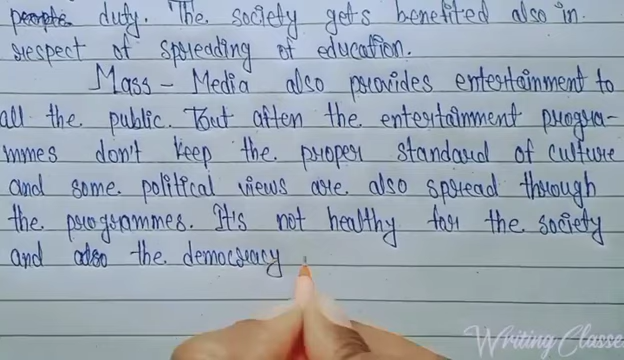 people duty. The society gets benefited also in
respect of spreading of education.
Mass - Media also provides entertainment to
all the public. But often the entertainment progra-
mmes don't keep the proper standard of culture
and some political views are also spread through
the programmes. It's not healthy for the society
and also the democracy
Writing Classe